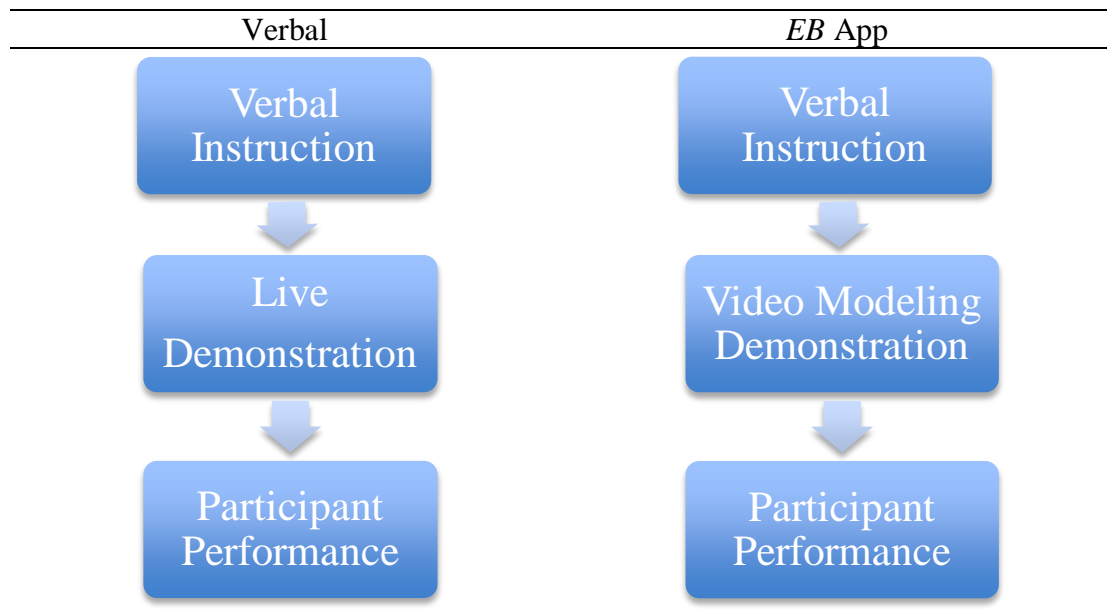 Verbal
EB App
Verbal
Instruction
Verbal
Instruction
Live
Demonstration
Video Modeling
Demonstration
Participant
Performance
Participant
Performance